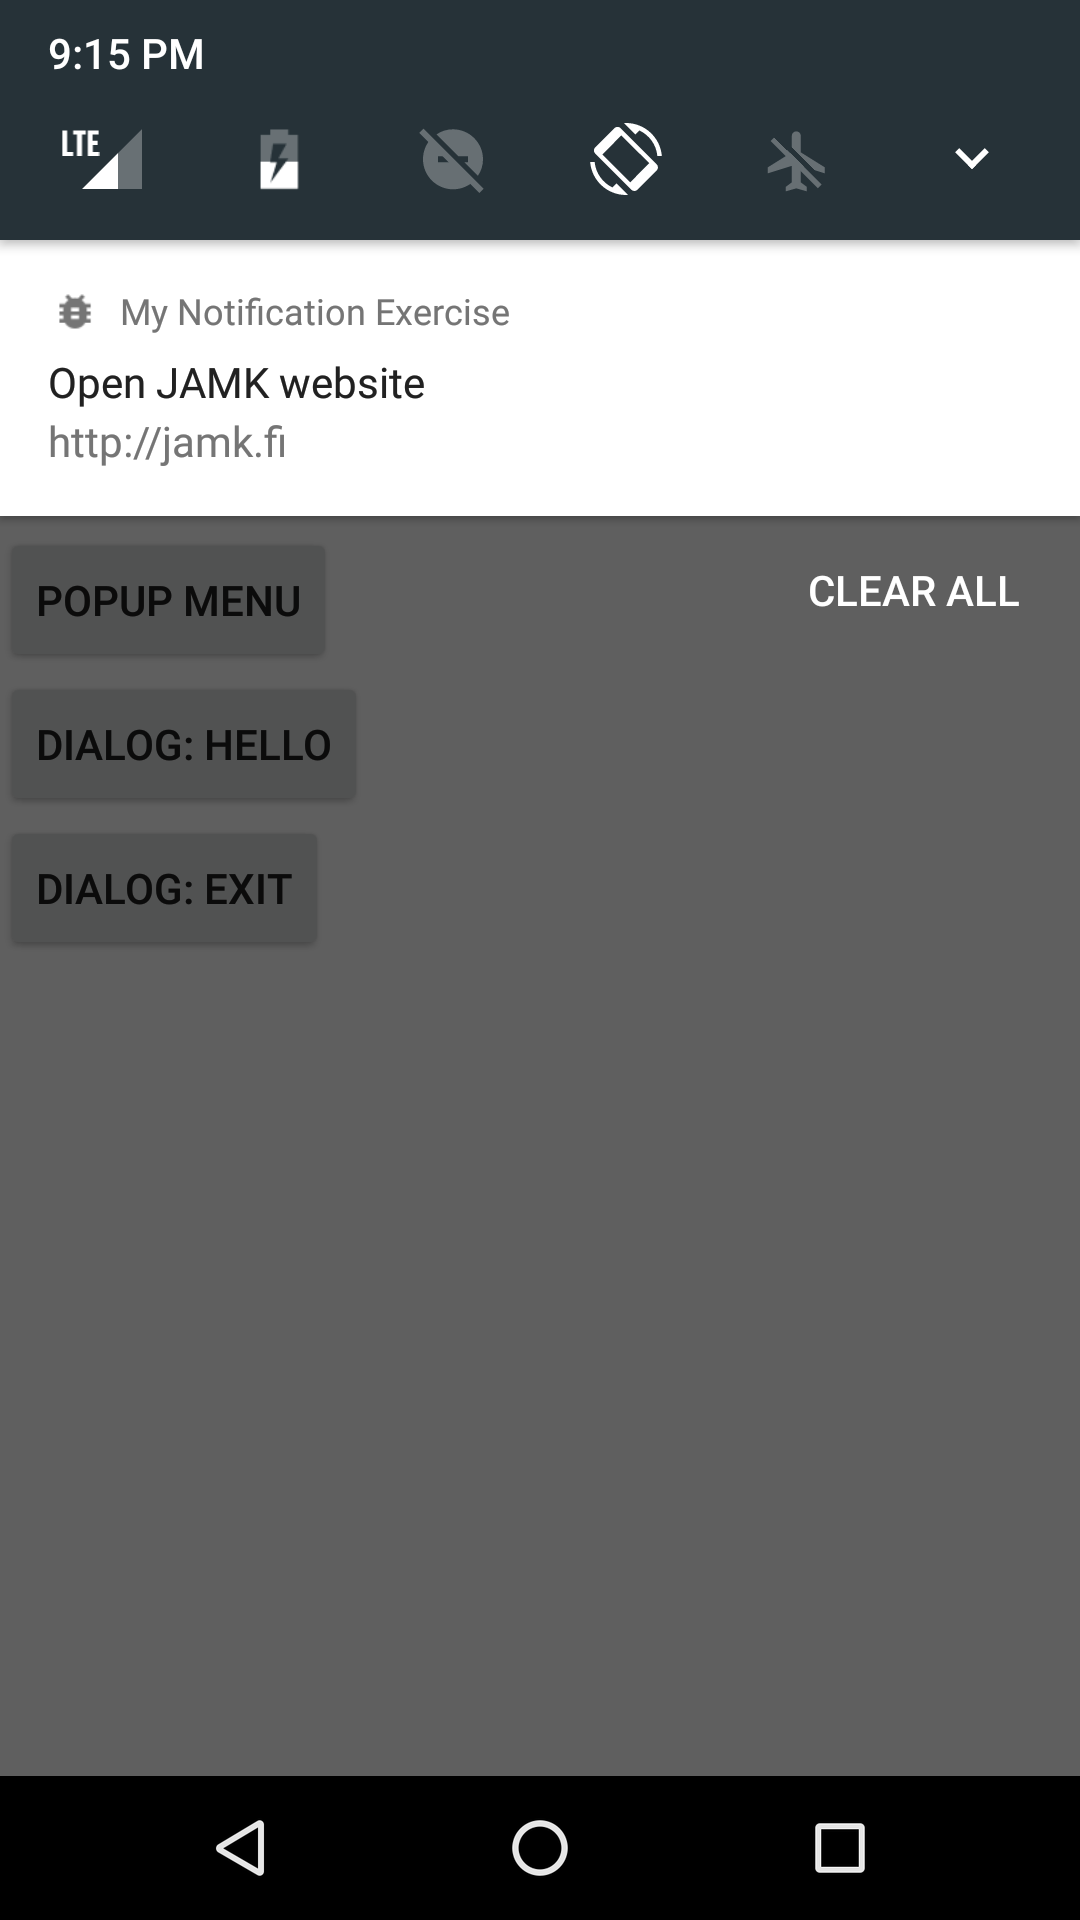 9:15 PM
LTE
My Notification Exercise
Open JAMK website
http://jamk.fi
POPUP MENU
CLEAR ALL
DIALOG: HELLO
DIALOG: EXIT